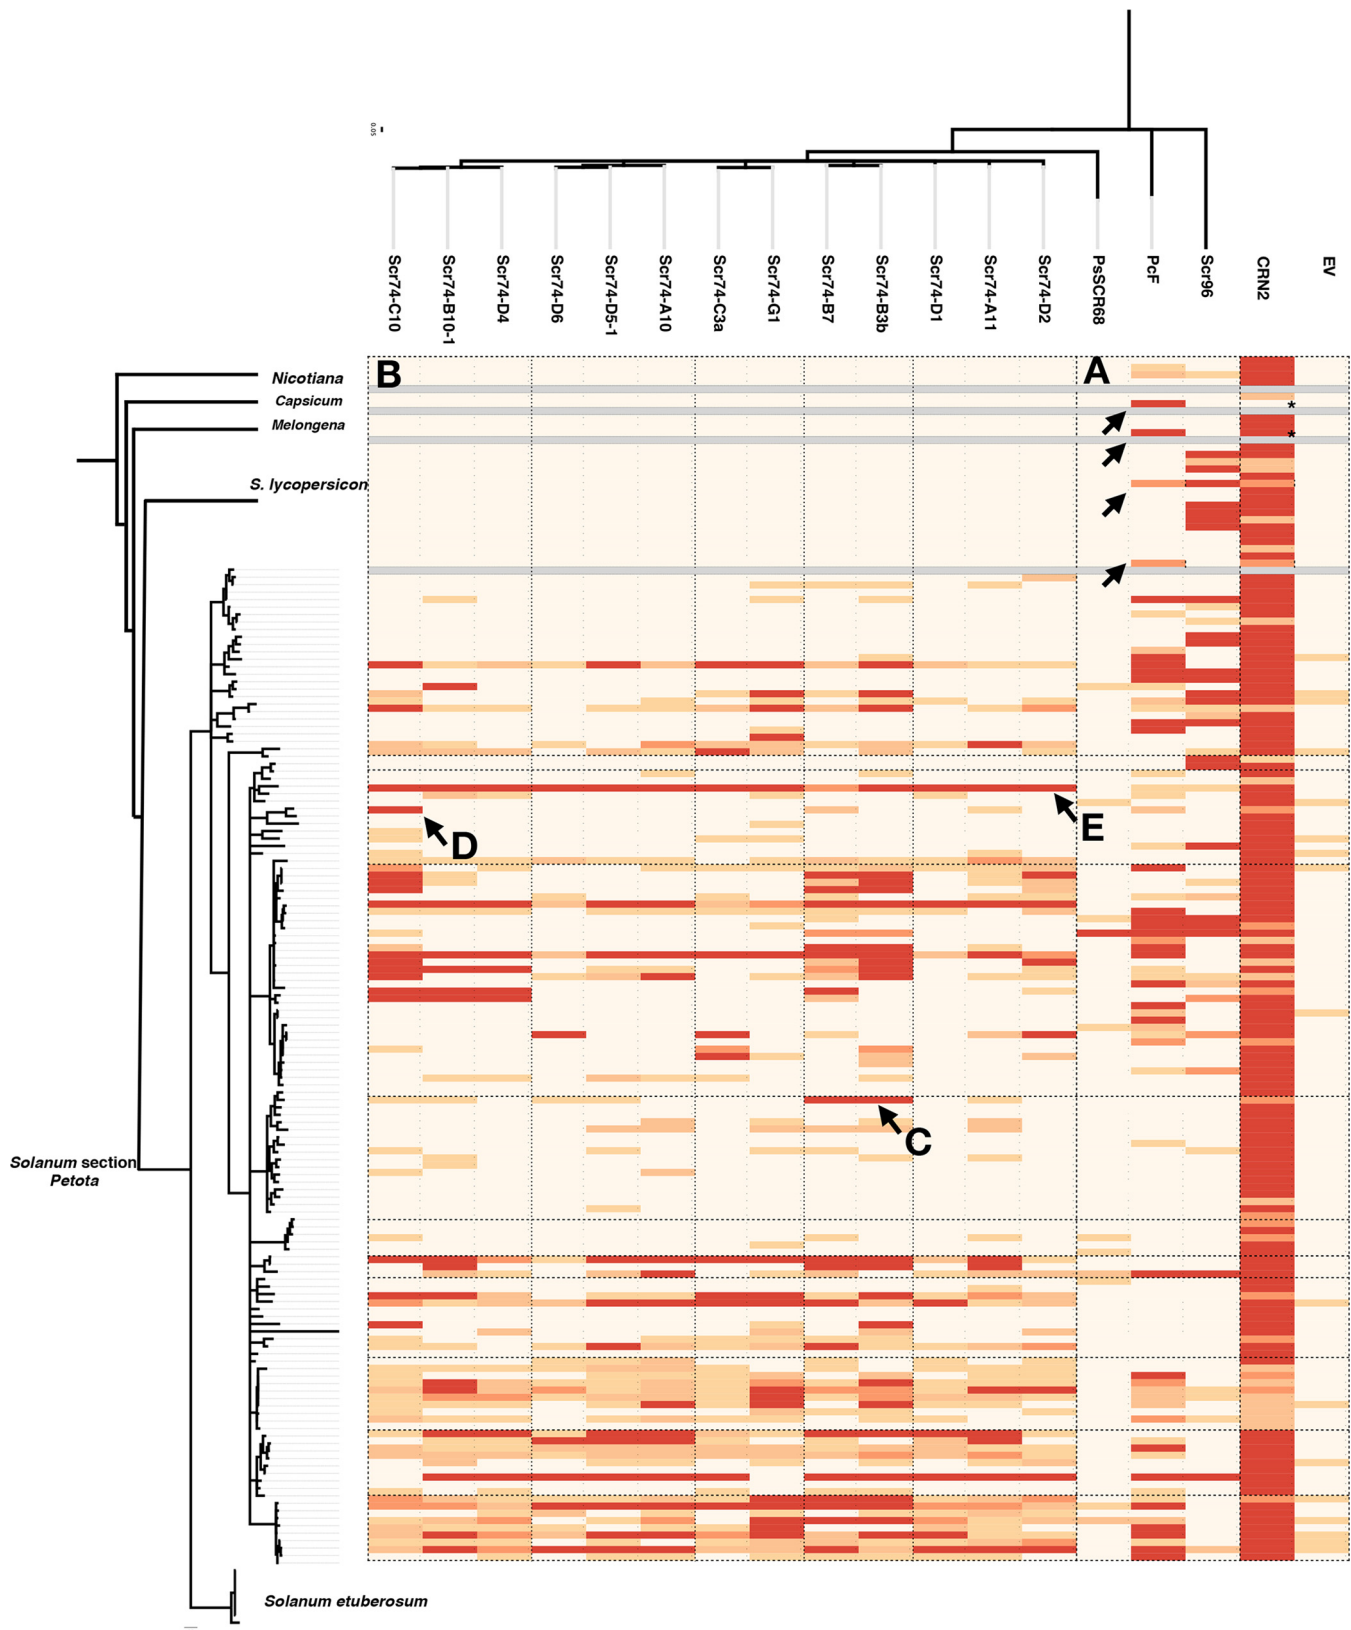 0.05
Scr74-C10
Scr74-B10-1
Scr74-D4
Scr74-D6
Scr74-D5-1
Scr74-A10
Scr74-C3a
Scr74-G1
Scr74-B7
Scr74-B3b
Scr74-D1
Scr74-A11
Scr74-D2
PsSCR68
PcF
Scr96
CRN2
EV
B
A
Nicotiana
Capsicum
*
Melongena
*
S. lycopersicon
E
D
C
Solanum section
Petota
Solanum etuberosum